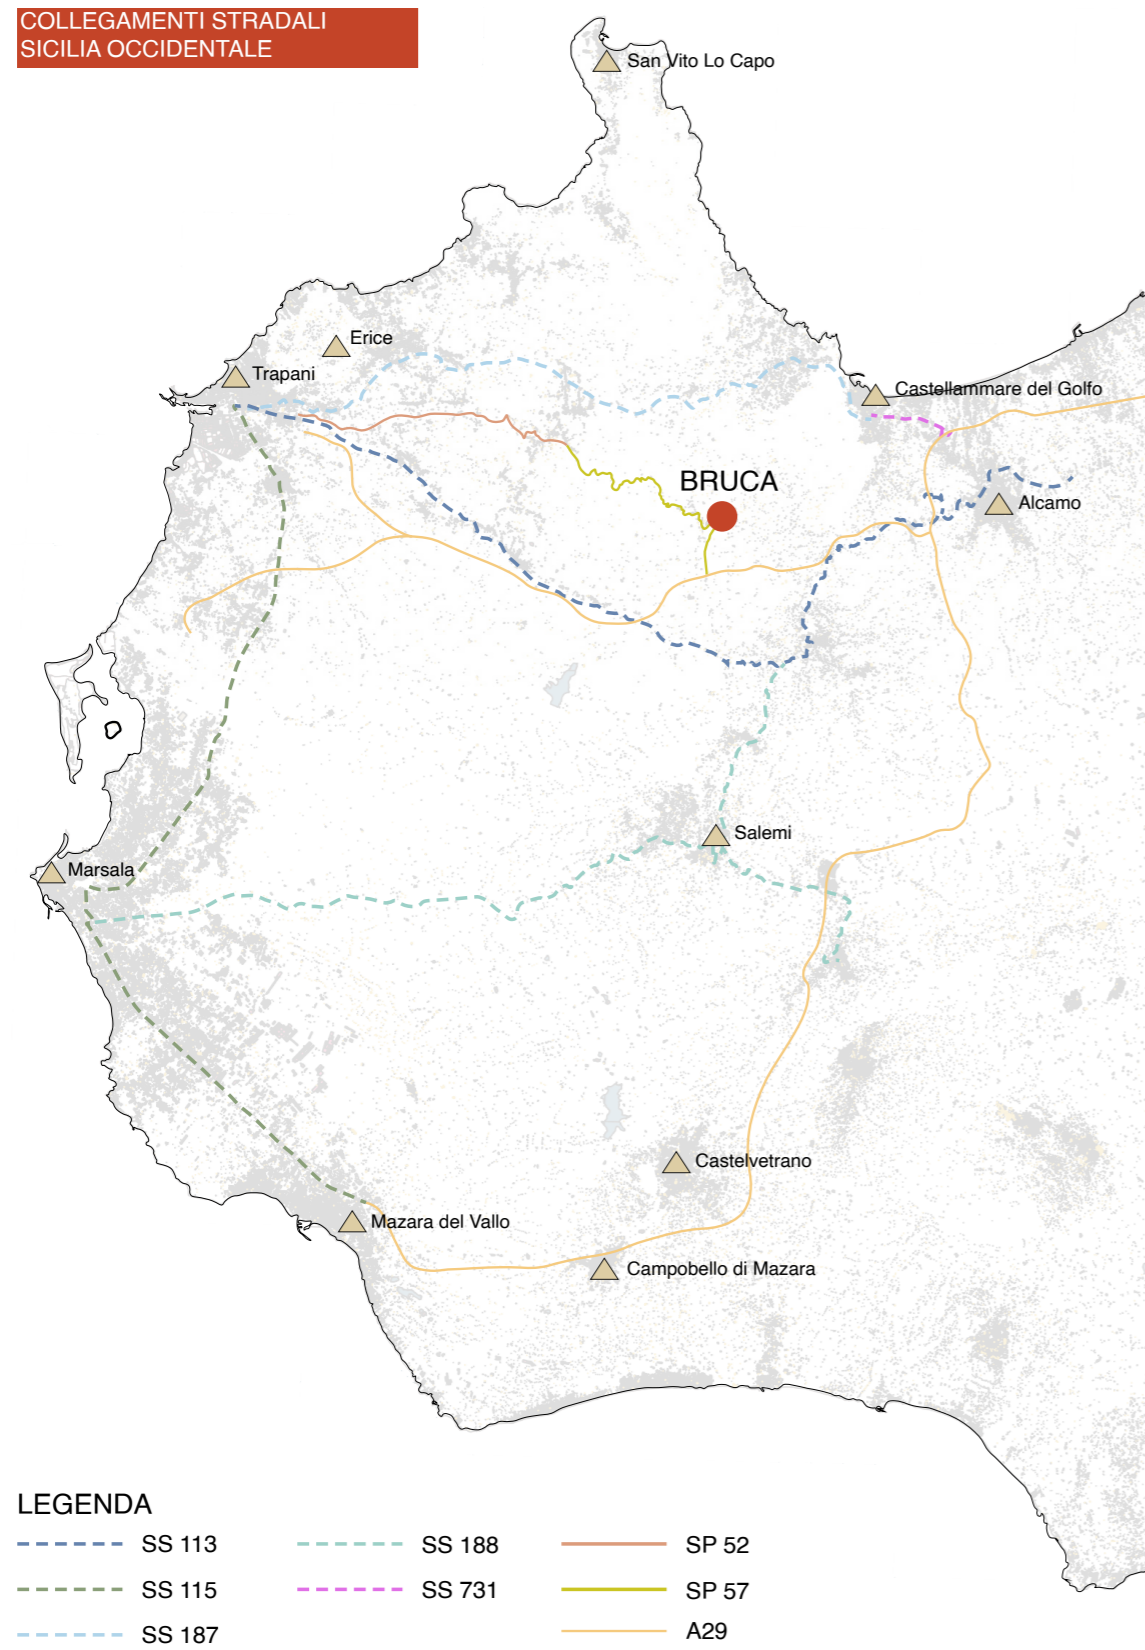 COLLEGAMENTI STRADALI
SICILIA OCCIDENTALE
San Vito Lo Capo
Erice
Trapani
Castellammare del Golfo
BRUCA
Alcamo
Salemi
Marsala
Castelvetrano
Mazara del Vallo
Campobello di Mazara
LEGENDA
SS 113
SS 188
SP 52
SS 115
SS 731
SP 57
SS 187
A29